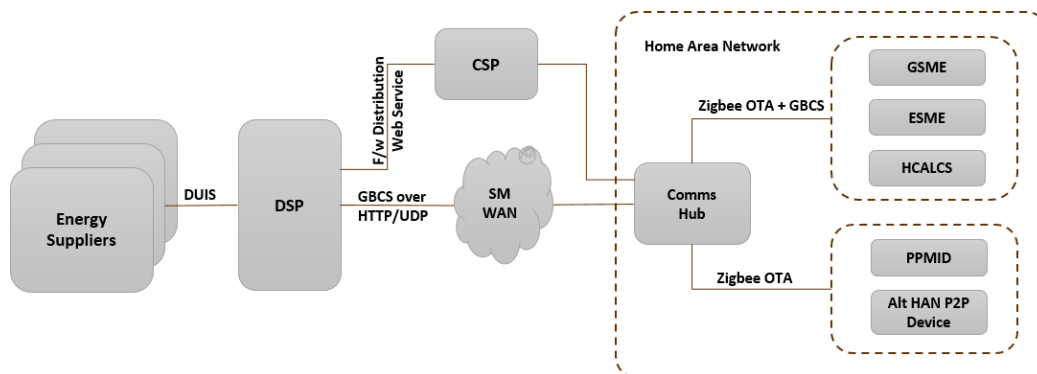 Home Area Network
CSP
GSME
F/w Distribution
Web Service
Zigbee OTA + GBCS
ESME
HCALCS
DUIS
DSP
GBCS over
HTTP/UDP
SM
WAN
Comms
Hub
Energy
Suppliers
PPMID
Zigbee OTA
Alt HAN P2P
Device